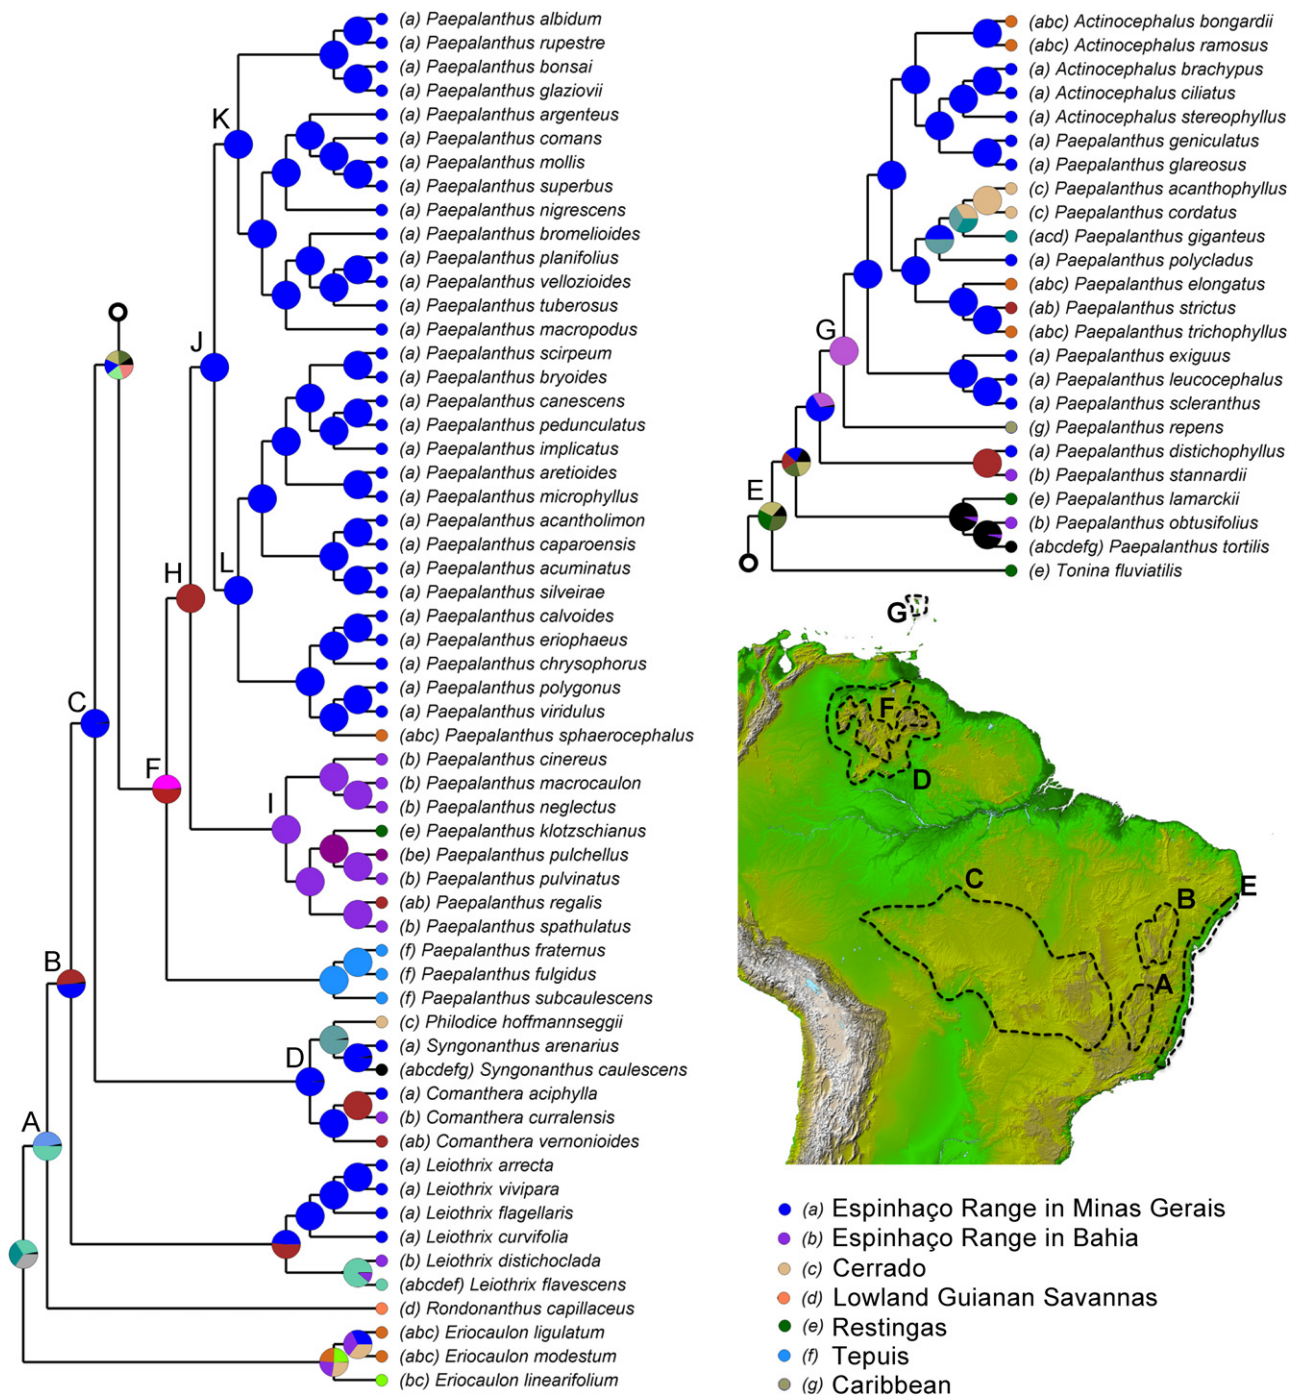 (a) Paepalanthus albidum
(a) Paepalanthus rupestre
(a) Paepalanthus bonsai
(a) Paepalanthus glaziovii
(a) Paepalanthus argenteus
K
(a) Paepalanthus comans
(a) Paepalanthus mollis
(a) Paepalanthus superbus
(a) Paepalanthus nigrescens
(a) Paepalanthus bromelioides
(a) Paepalanthus planifolius
(a) Paepalanthus vellozioides
(a) Paepalanthus tuberosus
(a) Paepalanthus macropodus
J
(a) Paepalanthus scirpeum
(a) Paepalanthus bryoides
(a) Paepalanthus canescens
(a) Paepalanthus pedunculatus
(a) Paepalanthus implicatus
(a) Paepalanthus aretioides
(a) Paepalanthus microphyllus
(a) Paepalanthus acantholimon
(a) Paepalanthus caparoensis
H
L
(a) Paepalanthus acuminatus
(a) Paepalanthus silveirae
(a) Paepalanthus calvoides
(a) Paepalanthus eriophaeus
(a) Paepalanthus chrysophorus
(a) Paepalanthus polygonus
C
(a) Paepalanthus viridulus
(abc) Paepalanthus sphaerocephalus
(b) Paepalanthus cinereus
F
(b) Paepalanthus macrocaulon
I
(b) Paepalanthus neglectus
(e) Paepalanthus klotzschianus
(be) Paepalanthus pulchellus
(b) Paepalanthus pulvinatus
(ab) Paepalanthus regalis
(b) Paepalanthus spathulatus
(f) Paepalanthus fraternus
B
(f) Paepalanthus fulgidus
(f) Paepalanthus subcaulescens
(c) Philodice hoffmannseggii
(a) Syngonanthus arenarius
D
(abcdefg) Syngonanthus caulescens
(a) Comanthera aciphylla
(b) Comanthera curralensis
A
(ab) Comanthera vernonioides
(a) Leiothrix arrecta
(a) Leiothrix vivipara
(a) Leiothrix flagellaris
(a) Leiothrix curvifolia
(b) Leiothrix distichoclada
(abcdef) Leiothrix flavescens
(d) Rondonanthus capillaceus
(abc) Eriocaulon ligulatum
(abc) Eriocaulon modestum
(bc) Eriocaulon linearifolium
(abc) Actinocephalus bongardii
(abc) Actinocephalus ramosus
(a) Actinocephalus brachypus
(a) Actinocephalus ciliatus
(a) Actinocephalus stereophyllus
(a) Paepalanthus geniculatus
(a) Paepalanthus glareosus
(c) Paepalanthus acanthophyllus
(c) Paepalanthus cordatus
(acd) Paepalanthus giganteus
(a) Paepalanthus polycladus
(abc) Paepalanthus elongatus
(ab) Paepalanthus strictus
G
(abc) Paepalanthus trichophyllus
(a) Paepalanthus exiguus
(a) Paepalanthus leucocephalus
(a) Paepalanthus scleranthus
(g) Paepalanthus repens
(a) Paepalanthus distichophyllus
(b) Paepalanthus stannardii
E
(e) Paepalanthus lamarckii
(b) Paepalanthus obtusifolius
(abcdefg) Paepalanthus tortilis
(e) Tonina fluviatilis
G
F
D
C
B
E
A
(a) Espinhaço Range in Minas Gerais
(b) Espinhaço Range in Bahia
(c) Cerrado
(d) Lowland Guianan Savannas
(e) Restingas
(f) Tepuis
(g) Caribbean